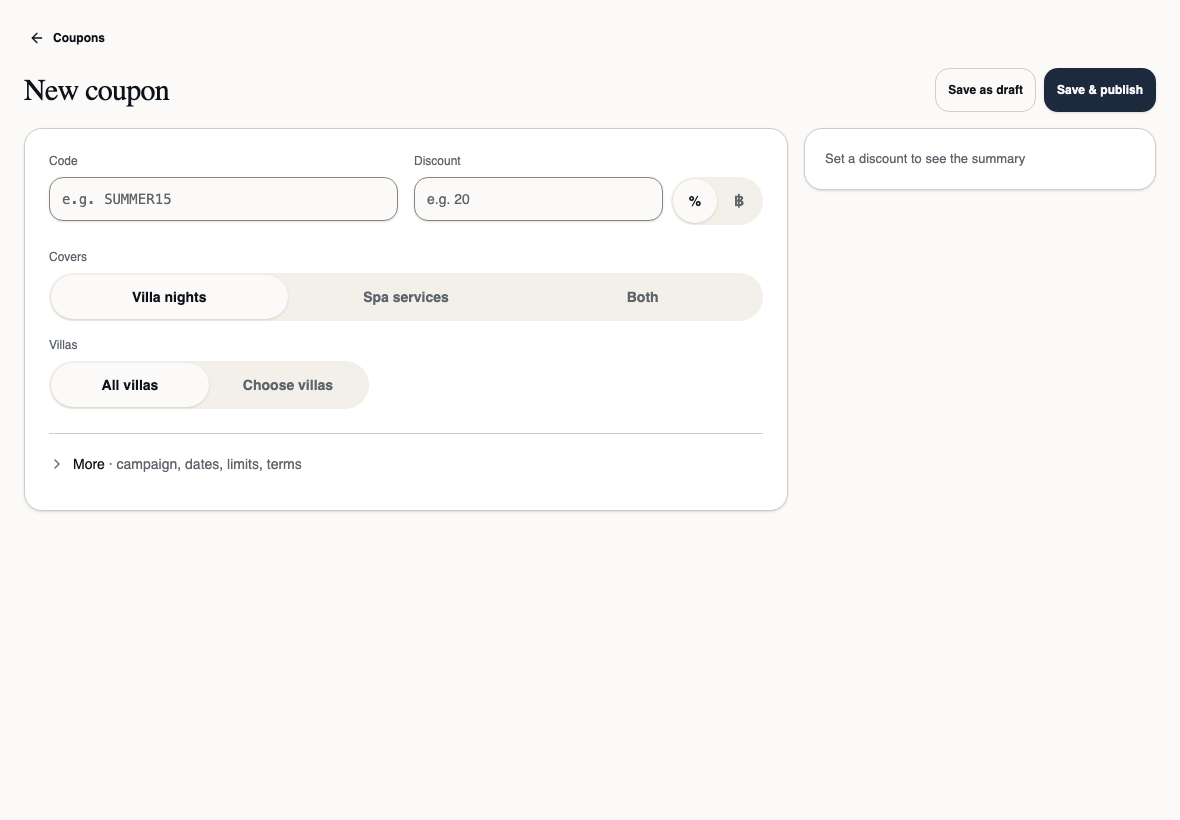 Coupons
New coupon
Save as draft
Save & publish
Code
Discount
e.g. SUMMER15
e.g. 20
%
฿
Set a discount to see the summary
Covers
Villa nights
Spa services
Both
Villas
All villas
Choose villas
More · campaign, dates, limits, terms